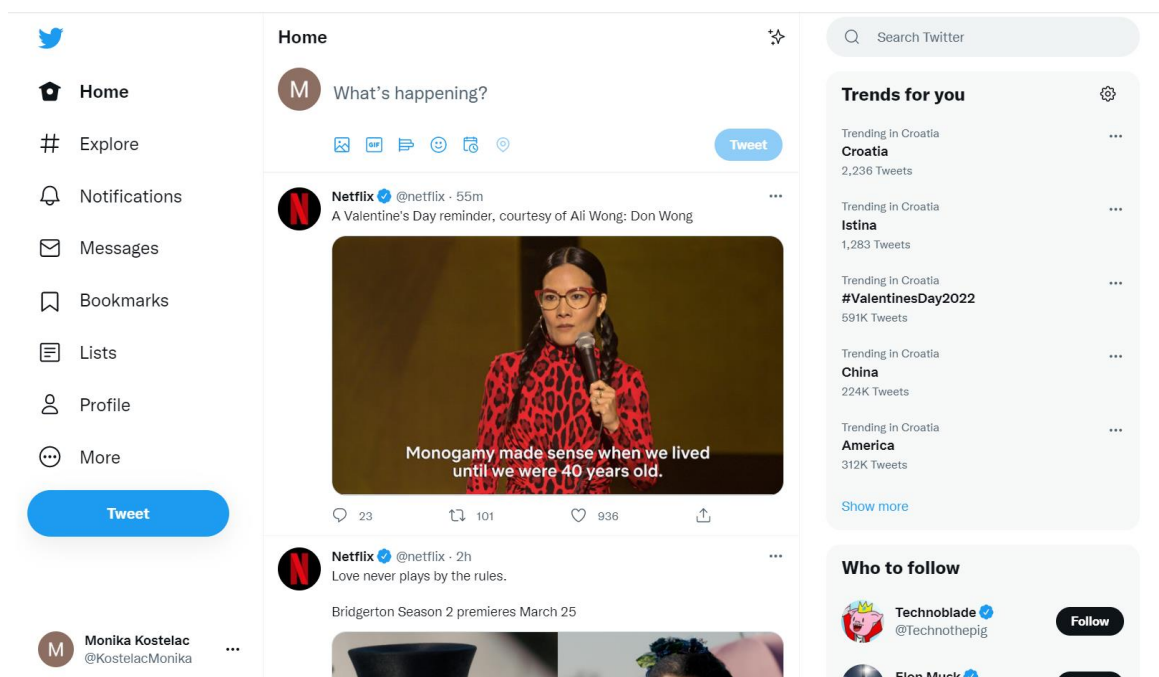 Home
Explore
Notifications
Messages
Bookmarks
Lists
Profile
More
Tweet
M
Monika Kostelac
@KostelacMonika
Home
M
What's happening?
GIF
Tweet
N
Netflix @netflix · 55m
A Valentine's Day reminder, courtesy of Ali Wong: Don Wong
Monogamy made sense when we lived
until we were 40 years old.
23 101 936
N
Netflix @netflix · 2h
Love never plays by the rules.
Bridgerton Season 2 premieres March 25
Search Twitter
Trends for you
Trending in Croatia
Croatia
2,236 Tweets
Trending in Croatia
Istina
1,283 Tweets
Trending in Croatia
#ValentinesDay2022
591K Tweets
Trending in Croatia
China
224K Tweets
Trending in Croatia
America
312K Tweets
Show more
Who to follow
Technoblade
@Technothepig
Follow
Elon Musk